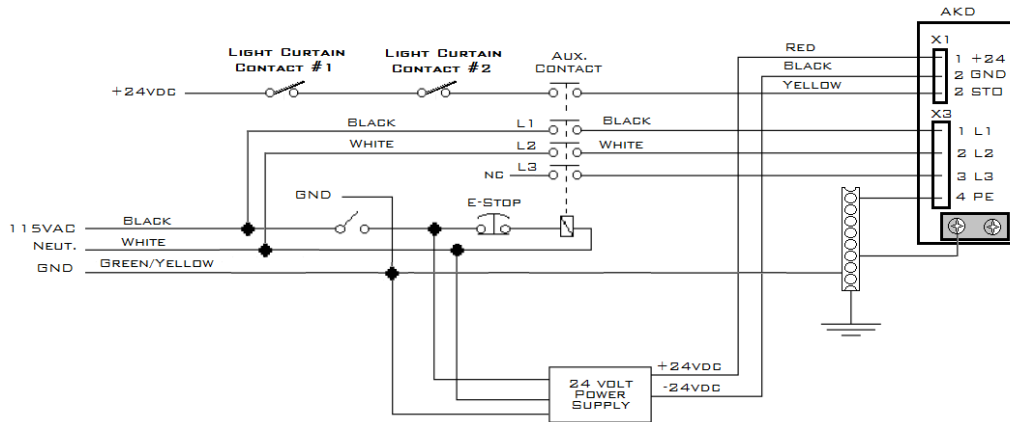 AKD
Light Curtain Contact #1
Light Curtain Contact #2
Aux. Contact
Red
X1
1 +24
Black
2 GND
+24VDC
Yellow
2 STO
X3
Black
L1
Black
1 L1
White
L2
White
2 L2
NC
L3
3 L3
GND
E-Stop
4 PE
115VAC
Black
Neut.
White
GND
Green/Yellow
+24VDC
-24VDC
24 volt
Power
Supply